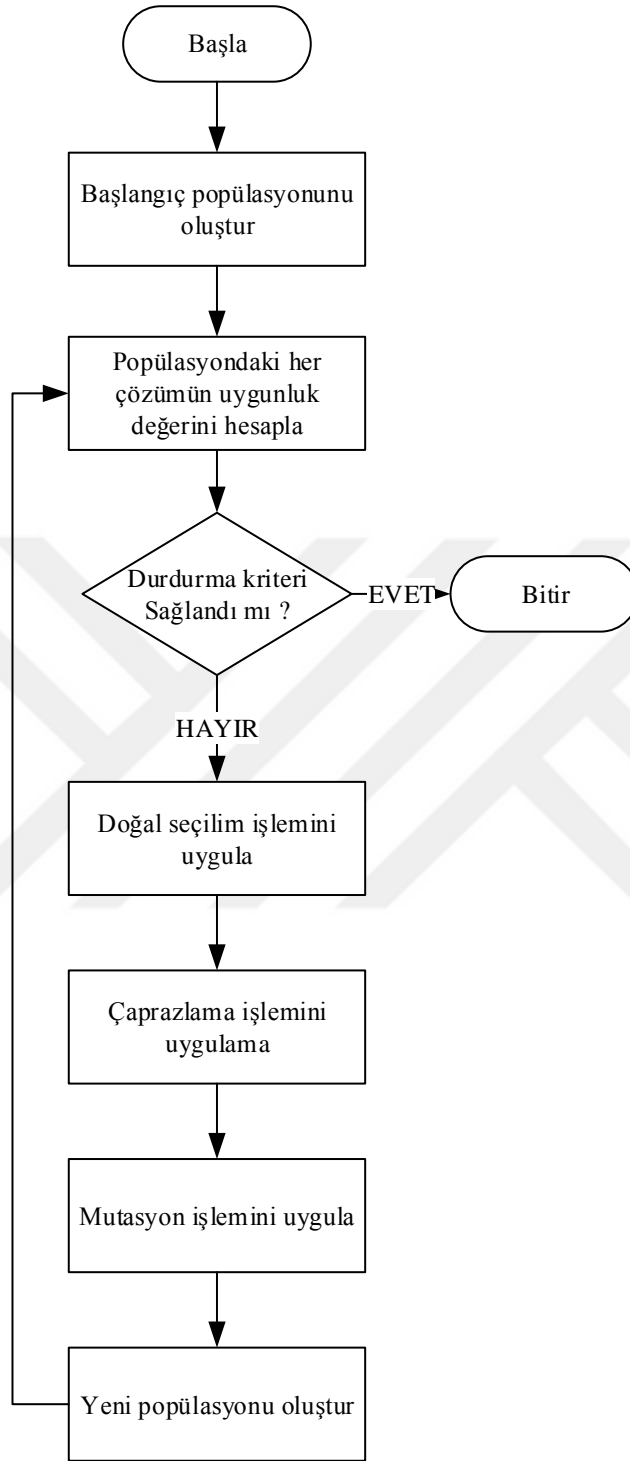 Başla
Başlangıç popülasyonunu
oluştur
Popülasyondaki her
çözümün uygunluk
değerini hesapla
Durdurma kriteri
Sağlandı mı ?
EVET
Bitir
HAYIR
Doğal seçilim işlemini
uygula
Çaprazlama işlemini
uygulama
Mutasyon işlemini uygula
Yeni popülasyonu oluştur